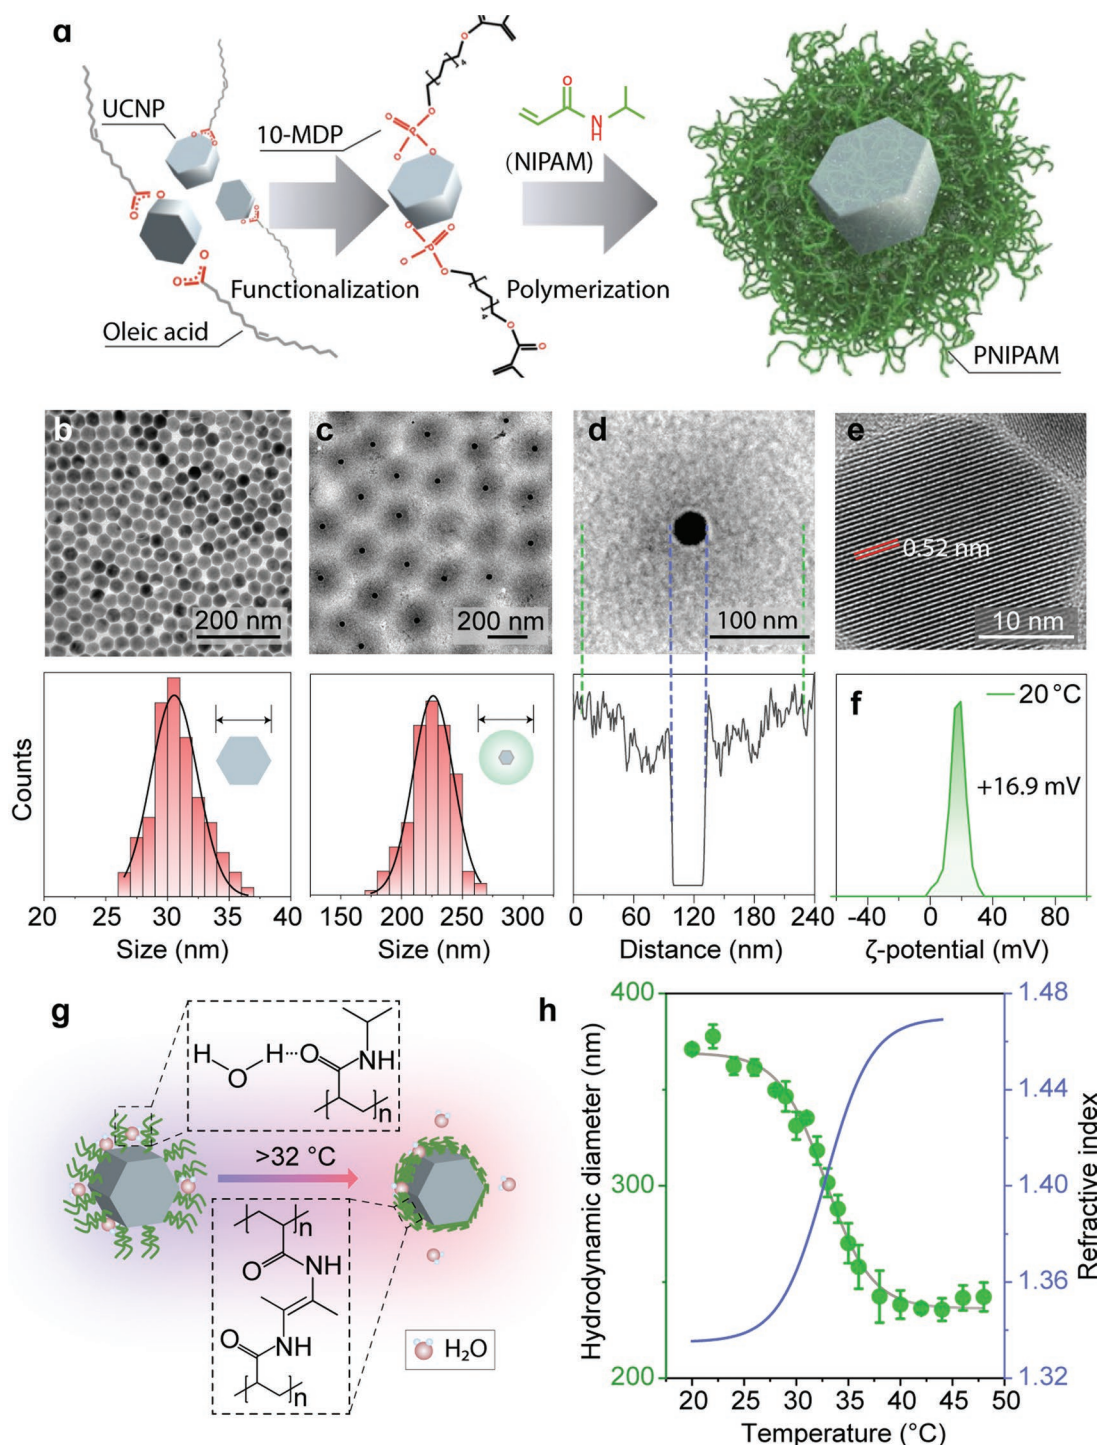 a
UCNP
10-MDP
P
O
O
O
O
O
4
O
N
H
(NIPAM)
Functionalization
Polymerization
Oleic acid
PNIPAM
b
200 nm
c
200 nm
d
100 nm
e
0.52 nm
10 nm
Counts
20 30 40
Size (nm)
150 200 250 300
Size (nm)
0 60 120 180 240
Distance (nm)
f
20 °C
+16.9 mV
-40 0 40 80
ζ-potential (mV)
g
H O H O NH n
>32 °C
n
O NH
O NH
n
H₂O
h
400
300
200
Hydrodynamic diameter (nm)
1.48
1.44
1.40
1.36
1.32
Refractive index
20 25 30 35 40 45 50
Temperature (°C)